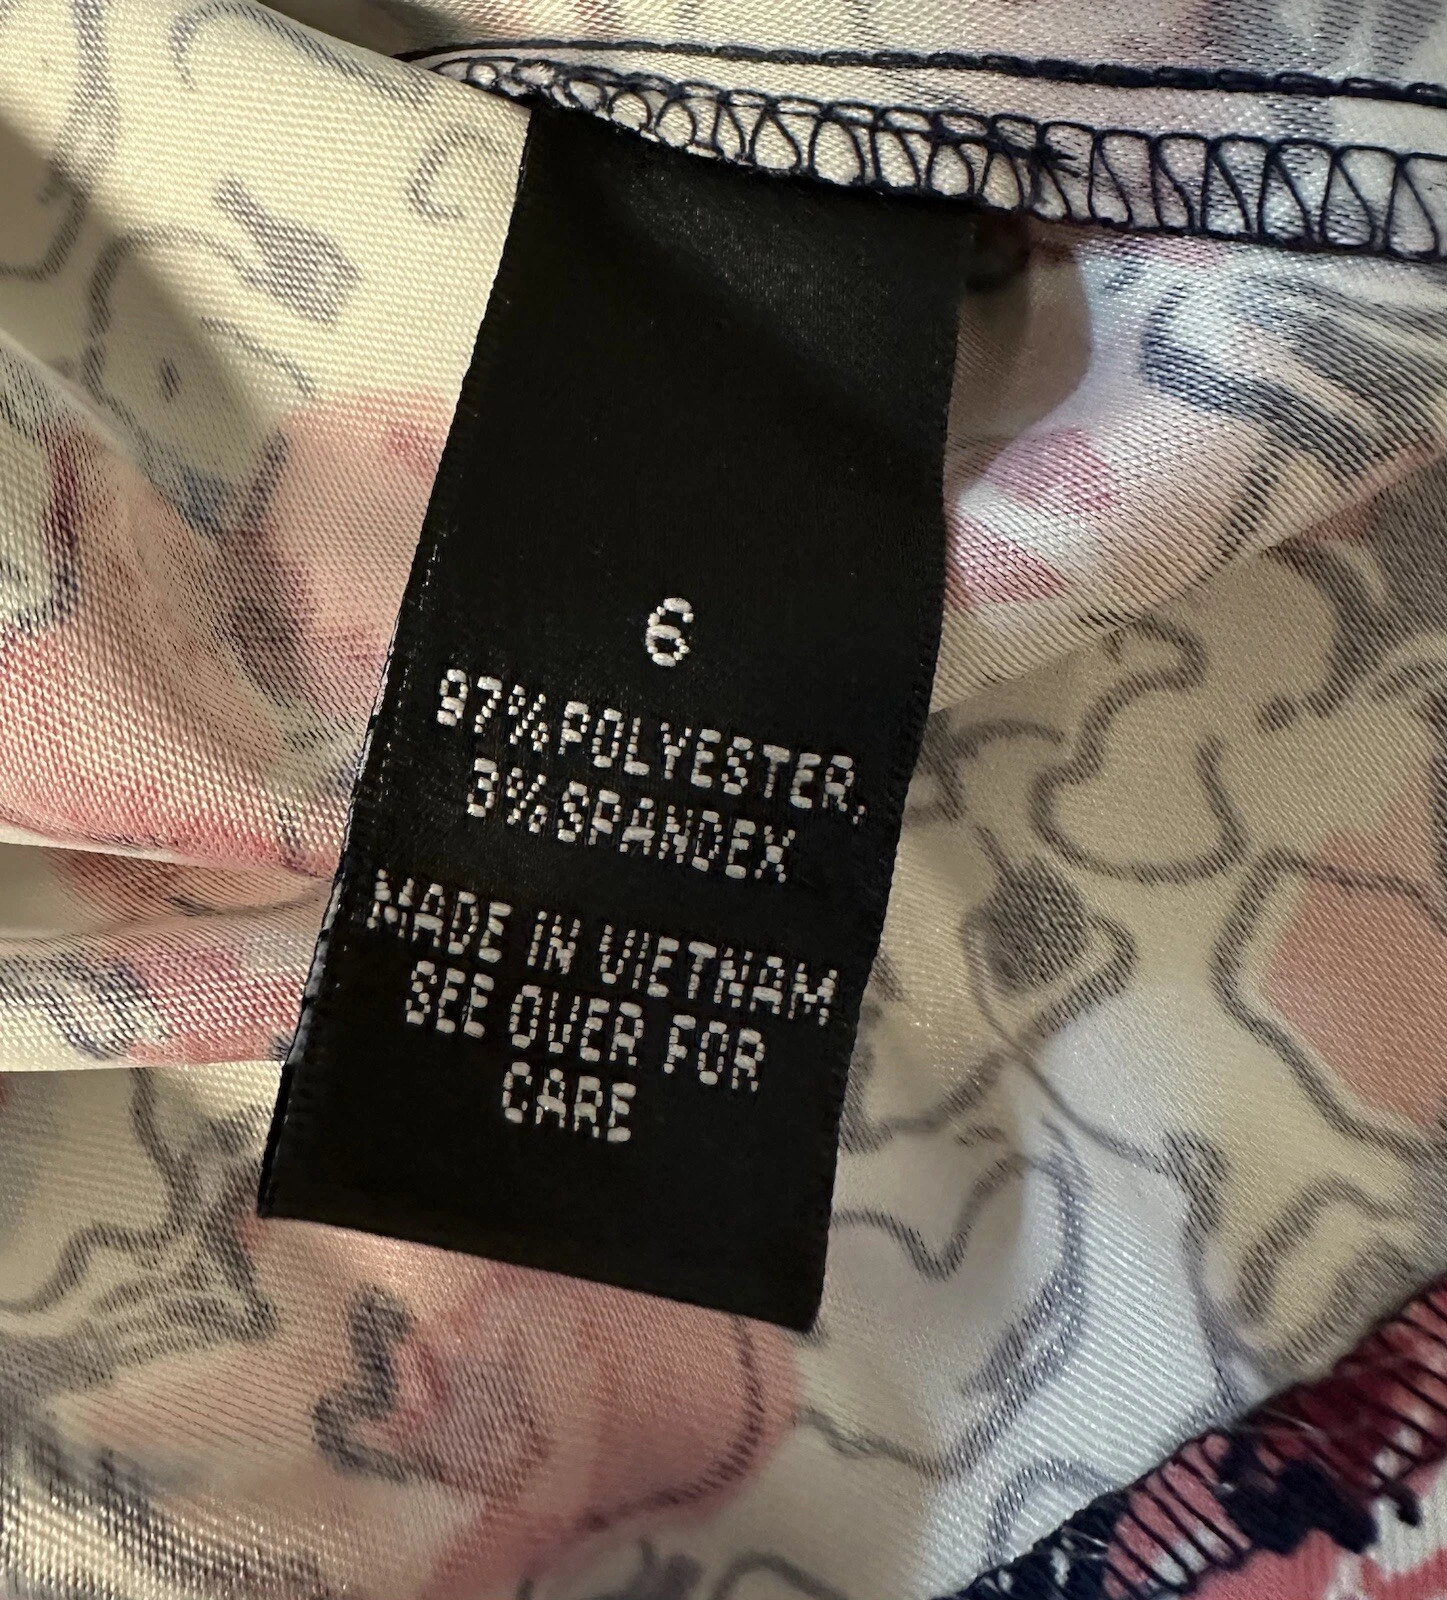 6
97%POLYESTER,
3%SPANDEX
MADE IN VIETNAM
SEE OVER FOR
CARE